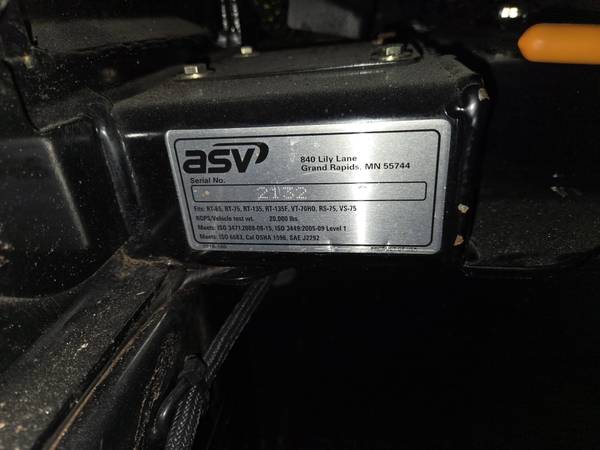 asv
840 Lily Lane
Grand Rapids, MN 55744
Serial No.
2132
Fits: RT-65, RT-75, RT-135, RT-135F, VT-70HO, RS-75, VS-75
ROPS/Vehicle test wt. 20,000 lbs
Meets: ISO 3471:2008-08-15, ISO 3449:2005-09 Level 1
Meets: ISO 6683, Cal OSHA 1596, SAE J2292